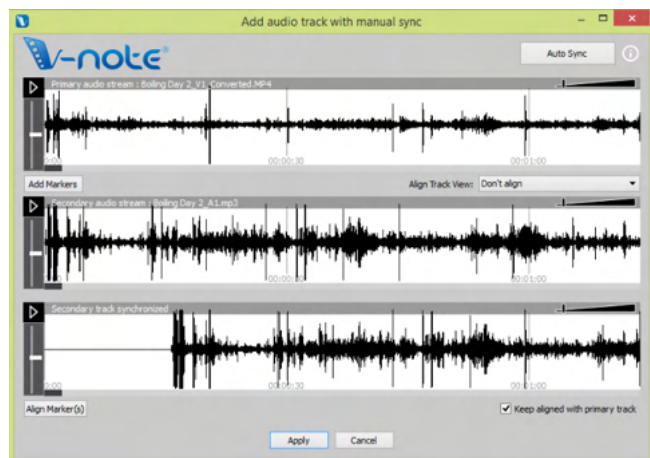 Add audio track with manual sync
V-note®
Auto Sync
Primary audio stream : Boiling Day 2_V1_Converted.MP4
0:00
00:00:30
00:01:00
Add Markers
Align Track View: Don't align
Secondary audio stream : Boiling Day 2_A1.mp3
00:00:30
00:01:00
Secondary track synchronized
0:00
00:00:30
00:01:00
Align Marker(s)
Keep aligned with primary track
Apply
Cancel